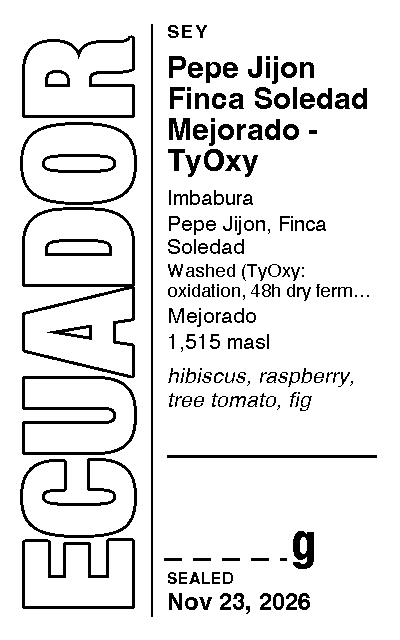 ECUADOR
SEY
Pepe Jijon
Finca Soledad
Mejorado -
TyOxy
Imbabura
Pepe Jijon, Finca
Soledad
Washed (TyOxy:
oxidation, 48h dry ferm…
Mejorado
1,515 masl
hibiscus, raspberry,
tree tomato, fig
_ _ _ _ _.g
SEALED
Nov 23, 2026